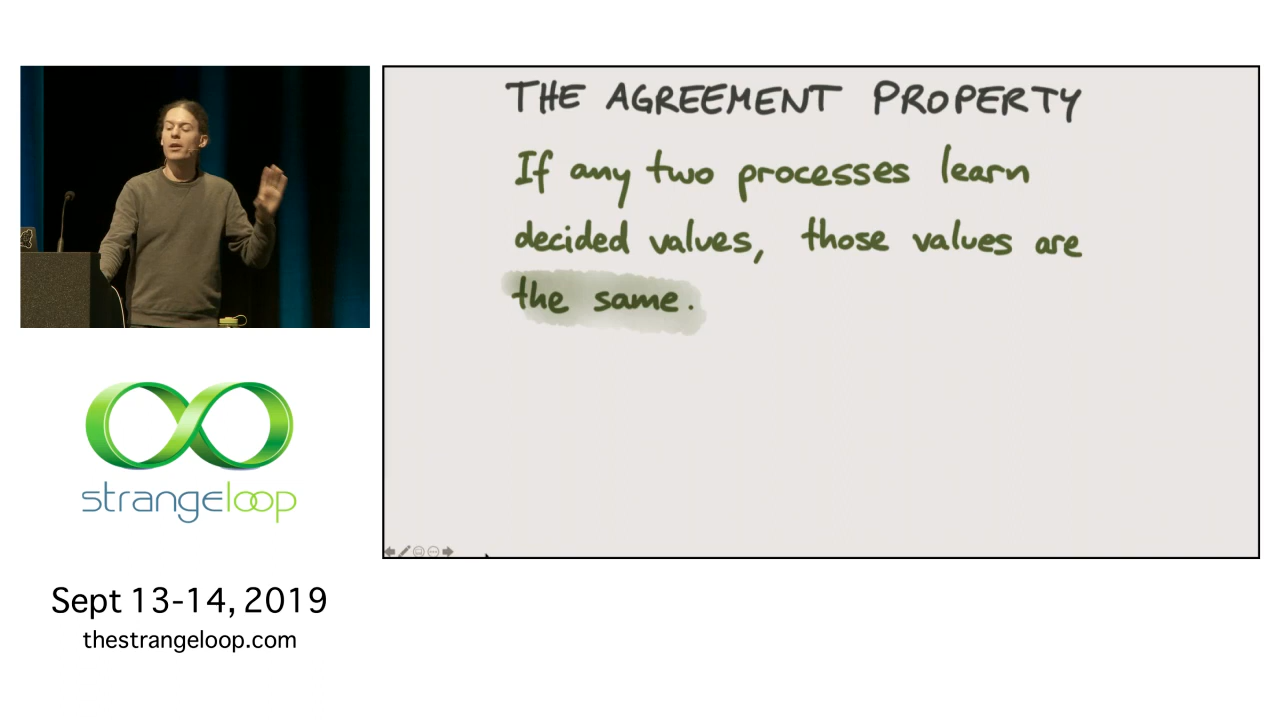 THE AGREEMENT PROPERTY
If any two processes learn
decided values, those values are
the same.
strangeloop
Sept 13-14, 2019
thestrangeloop.com